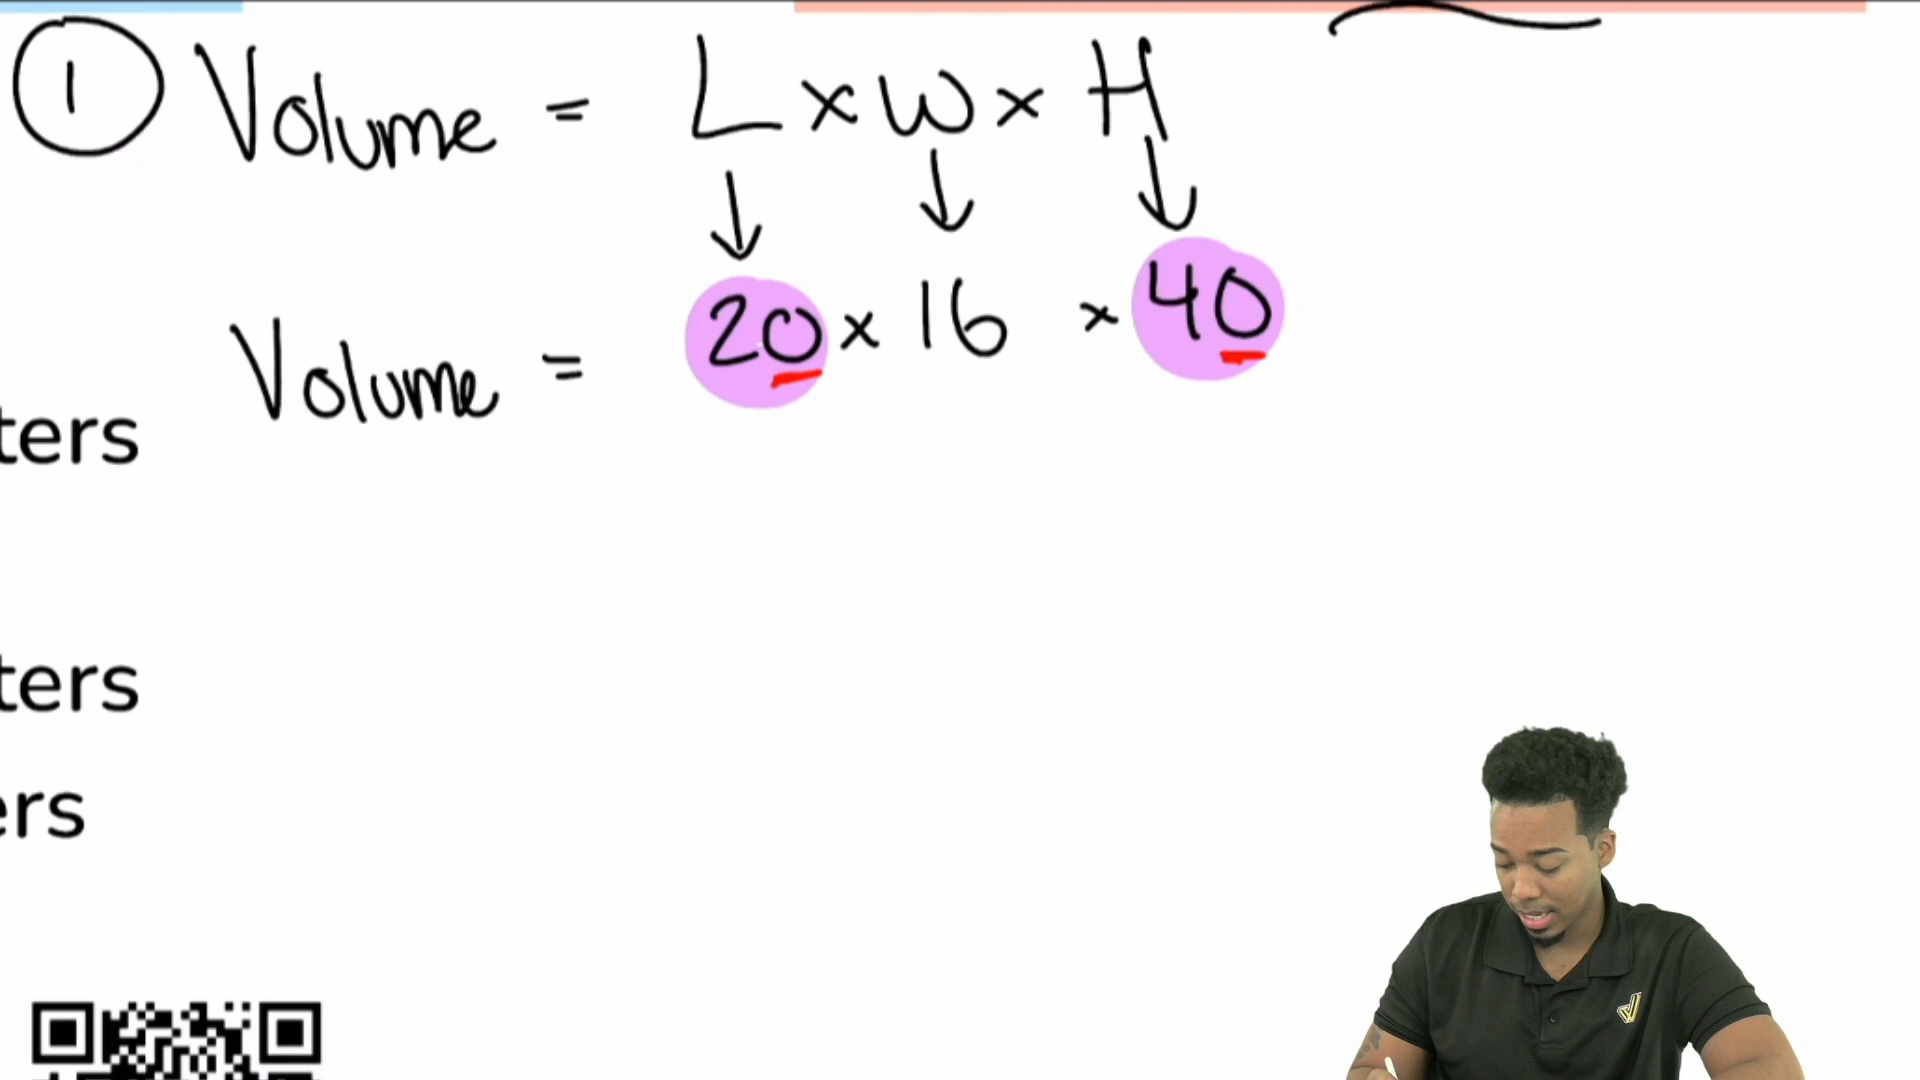 1 Volume = L x W x H
Volume = 20 x 16 x 40
ters
ters
ers